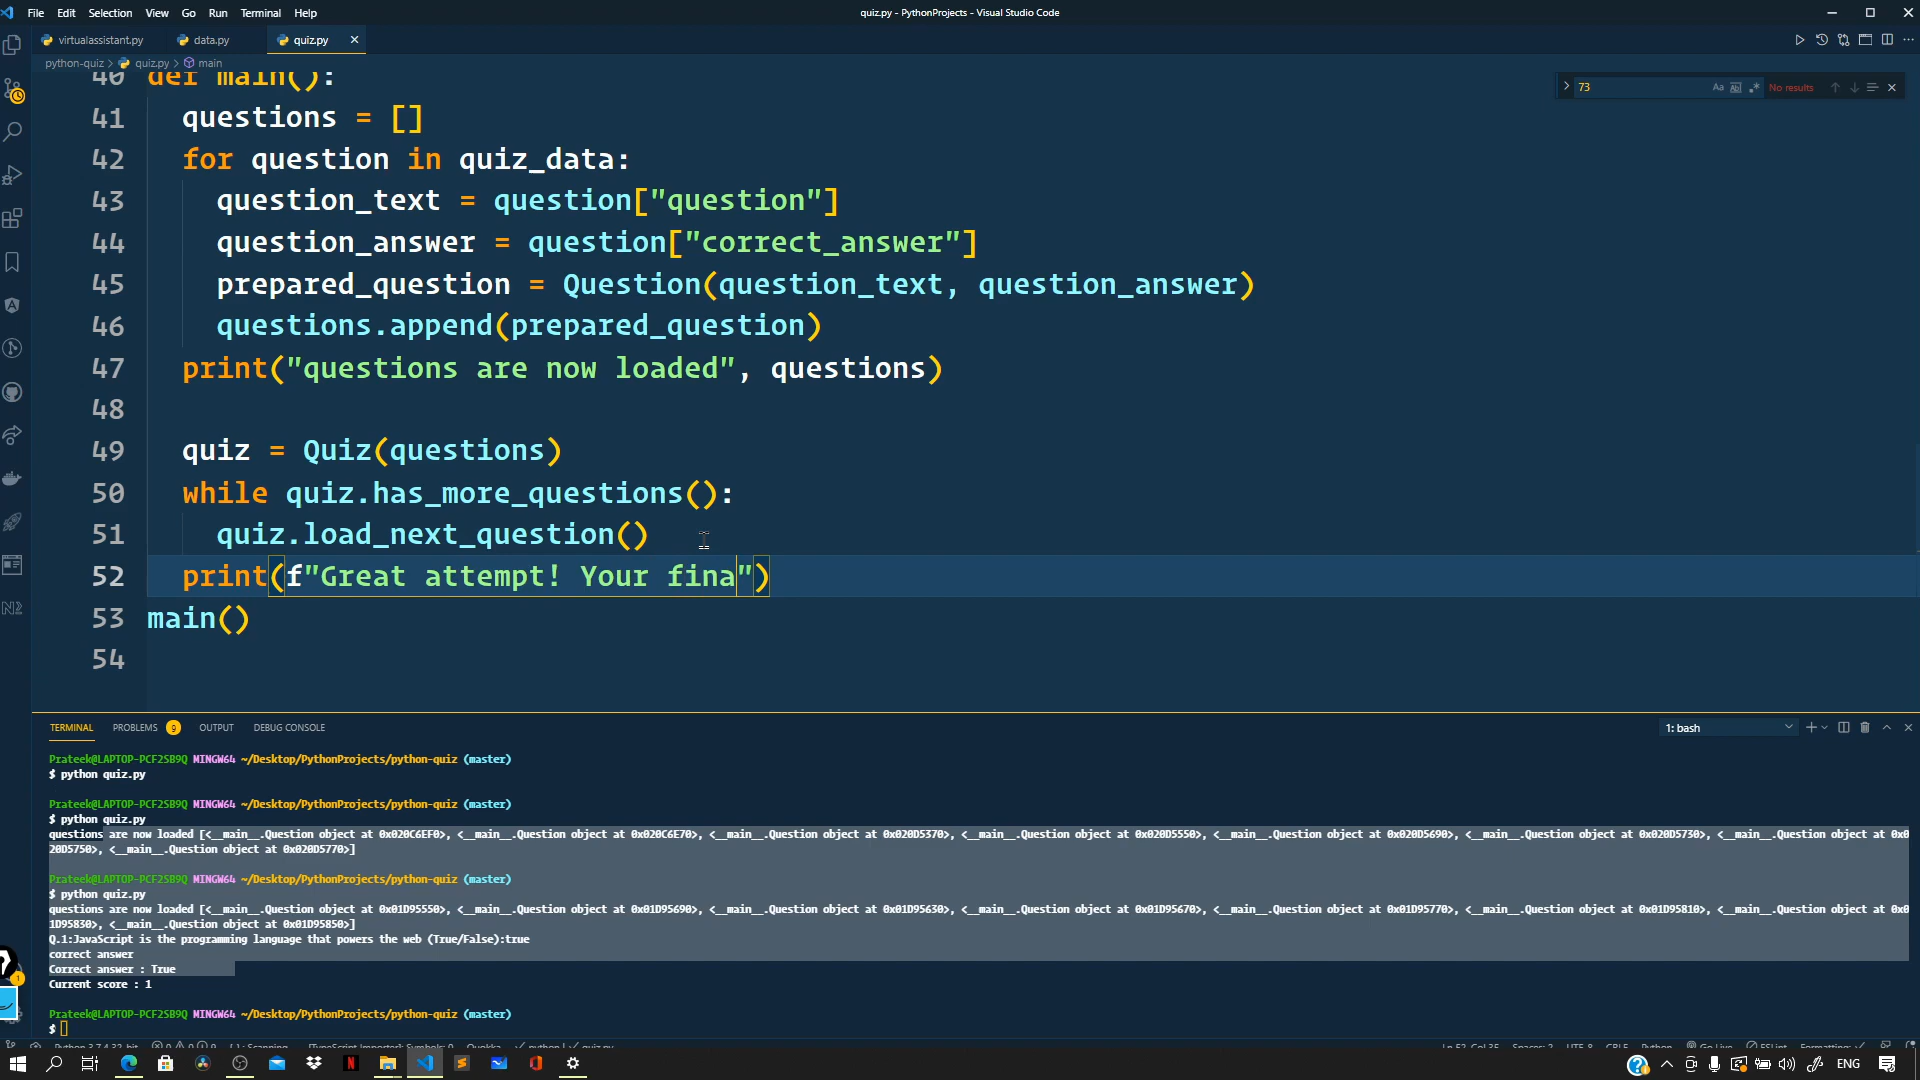 File Edit Selection View Go Run Terminal Help
quiz.py - PythonProjects - Visual Studio Code
virtualassistant.py data.py quiz.py
python-quiz > quiz.py > main
73
No results
40 def main():
41 questions = []
42 for question in quiz_data:
43 question_text = question["question"]
44 question_answer = question["correct_answer"]
45 prepared_question = Question(question_text, question_answer)
46 questions.append(prepared_question)
47 print("questions are now loaded", questions)
48
49 quiz = Quiz(questions)
50 while quiz.has_more_questions():
51 quiz.load_next_question()
52 print(f"Great attempt! Your fina")
53 main()
54
TERMINAL PROBLEMS 9 OUTPUT DEBUG CONSOLE
1: bash
Prateek@LAPTOP-PCF2SB9Q MINGW64 ~/Desktop/PythonProjects/python-quiz (master)
$ python quiz.py
Prateek@LAPTOP-PCF2SB9Q MINGW64 ~/Desktop/PythonProjects/python-quiz (master)
$ python quiz.py
questions are now loaded [<__main__.Question object at 0x020C6EF0>, <__main__.Question object at 0x020C6E70>, <__main__.Question object at 0x020D5370>, <__main__.Question object at 0x020D5550>, <__main__.Question object at 0x020D5690>, <__main__.Question object at 0x020D5730>, <__main__.Question object at 0x0
20D5750>, <__main__.Question object at 0x020D5770>]
Prateek@LAPTOP-PCF2SB9Q MINGW64 ~/Desktop/PythonProjects/python-quiz (master)
$ python quiz.py
questions are now loaded [<__main__.Question object at 0x01D95550>, <__main__.Question object at 0x01D95690>, <__main__.Question object at 0x01D95630>, <__main__.Question object at 0x01D95670>, <__main__.Question object at 0x01D95770>, <__main__.Question object at 0x01D95810>, <__main__.Question object at 0x0
1D95830>, <__main__.Question object at 0x01D95850>]
Q.1:JavaScript is the programming language that powers the web (True/False):true
correct answer
Correct answer : True
Current score : 1
Prateek@LAPTOP-PCF2SB9Q MINGW64 ~/Desktop/PythonProjects/python-quiz (master)
$
ENG